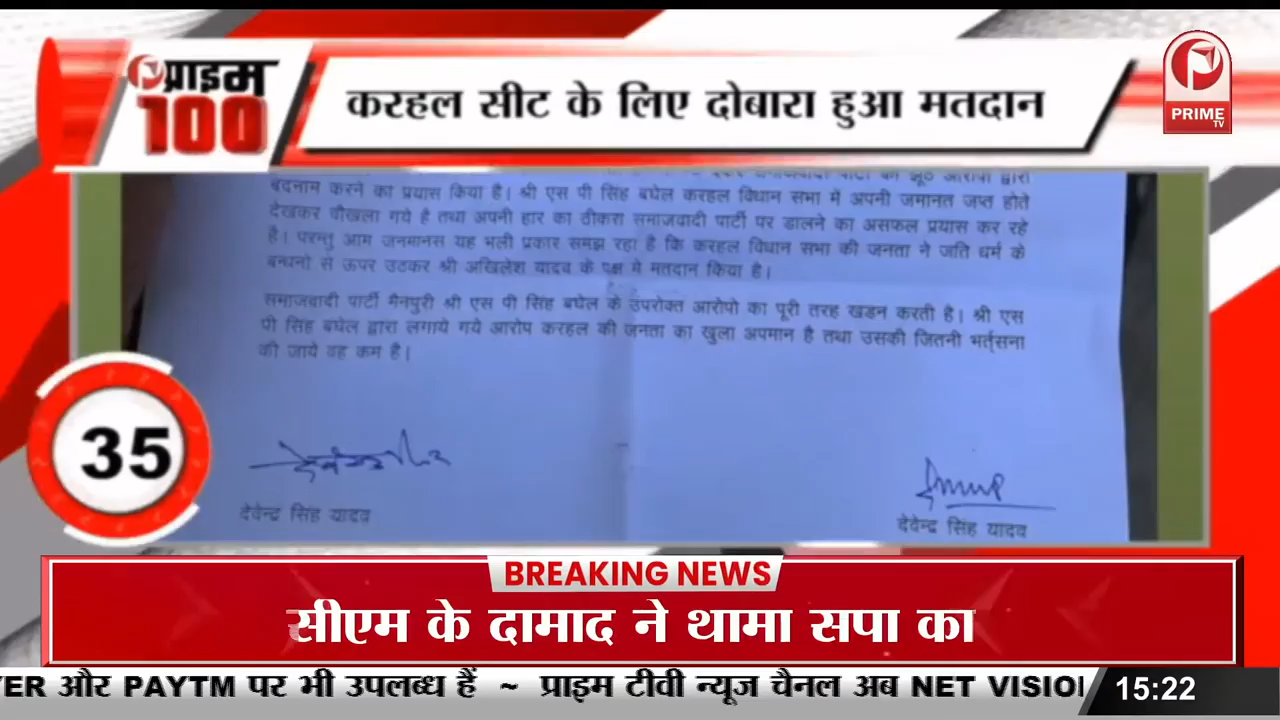 प्राइम
100
करहल सीट के लिए दोबारा हुआ मतदान
PRIME
TV
बदनाम करने का प्रयास किया है। श्री एस पी सिंह बघेल करहल विधान सभा में अपनी जमानत जप्त होते
देखकर वौखला गये है तथा अपनी हार का ठीकरा समाजवादी पार्टी पर डालने का असफल प्रयास कर रहे
है। परन्तु आम जनमानस यह भली प्रकार समझ रहा है कि करहल विधान सभा की जनता ने जाति धर्म के
बन्धनो से ऊपर उठकर श्री अखिलेश यादव के पक्ष मे मतदान किया है।
समाजवादी पार्टी मैनपुरी श्री एस पी सिंह बघेल के उपरोक्त आरोपो का पूरी तरह खडन करती है। श्री एस
पी सिंह बघेल द्वारा लगाये गये आरोप करहल की जनता का खुला अपमान है तथा उसकी जितनी भर्त्सना
की जाये वह कम है।
35
देवेन्द्र सिंह यादव
देवेन्द्र सिंह यादव
BREAKING NEWS
सीएम के दामाद ने थामा सपा का
और PAYTM पर भी उपलब्ध हैं ~ प्राइम टीवी न्यूज चैनल अब NET
15:22